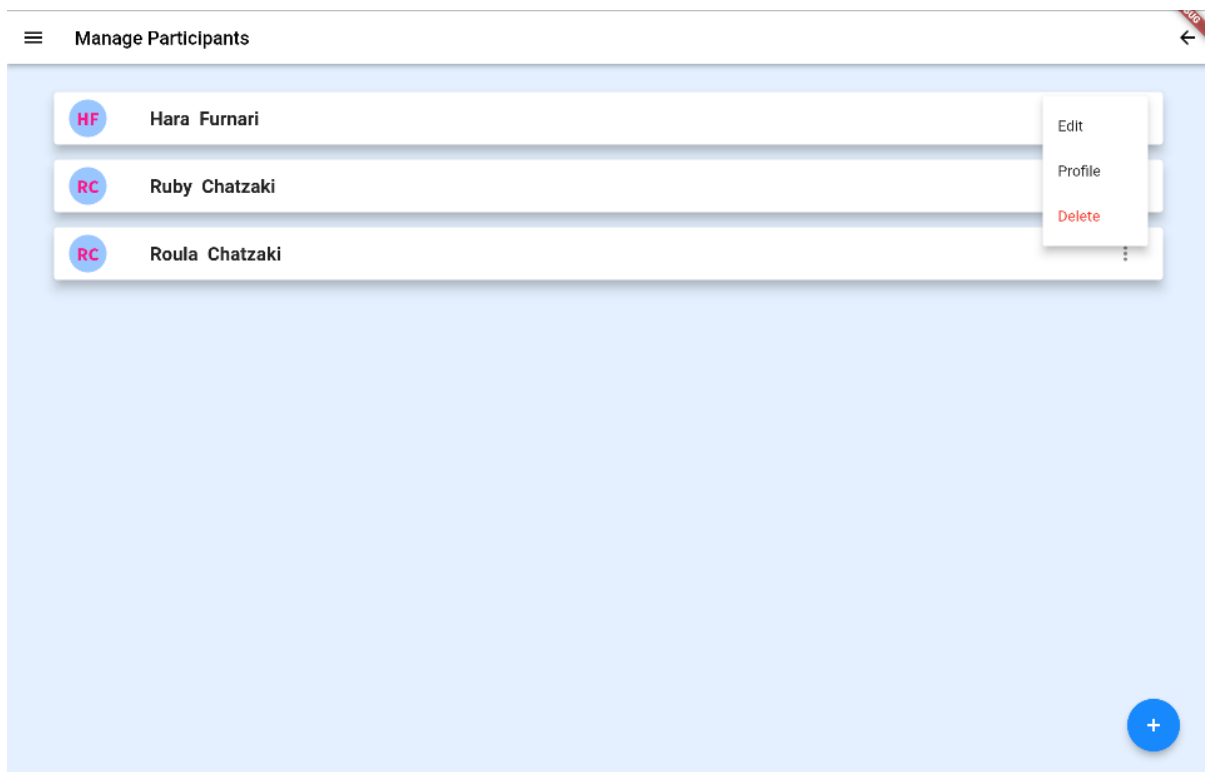 Manage Participants
HF Hara Furnari
Edit
Profile
RC Ruby Chatzaki
Delete
RC Roula Chatzaki